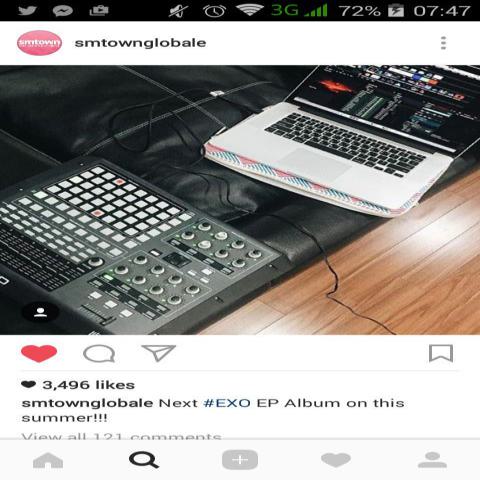 3G 72% 07:47
smtown
smtownglobale
3,496 likes
smtownglobale Next #EXO EP Album on this
summer!!!
View all 121 comments